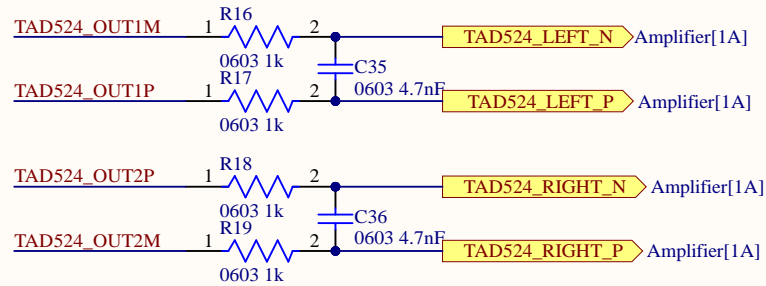 R16
TAD524_OUT1M 1 2 TAD524_LEFT_N Amplifier[1A]
0603 1k
C35
R17
0603 4.7nF
TAD524_OUT1P 1 2 TAD524_LEFT_P Amplifier[1A]
0603 1k
R18
TAD524_OUT2P 1 2 TAD524_RIGHT_N Amplifier[1A]
0603 1k
C36
R19
0603 4.7nF
TAD524_OUT2M 1 2 TAD524_RIGHT_P Amplifier[1A]
0603 1k